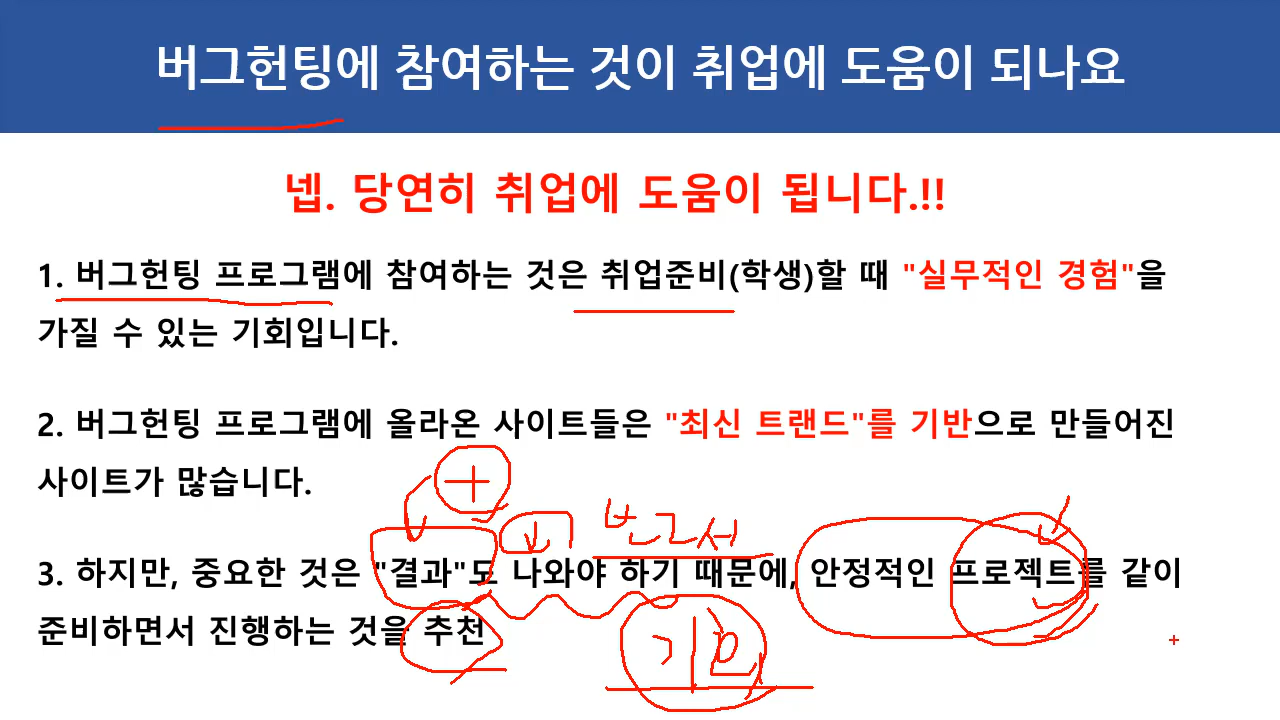 버그헌팅에 참여하는 것이 취업에 도움이 되나요
넵. 당연히 취업에 도움이 됩니다.!!
1. 버그헌팅 프로그램에 참여하는 것은 취업준비(학생)할 때 "실무적인 경험"을
가질 수 있는 기회입니다.
2. 버그헌팅 프로그램에 올라온 사이트들은 "최신 트랜드"를 기반으로 만들어진
사이트가 많습니다.
3. 하지만, 중요한 것은 "결과"도 나와야 하기 때문에, 안정적인 프로젝트를 같이
준비하면서 진행하는 것을 추천